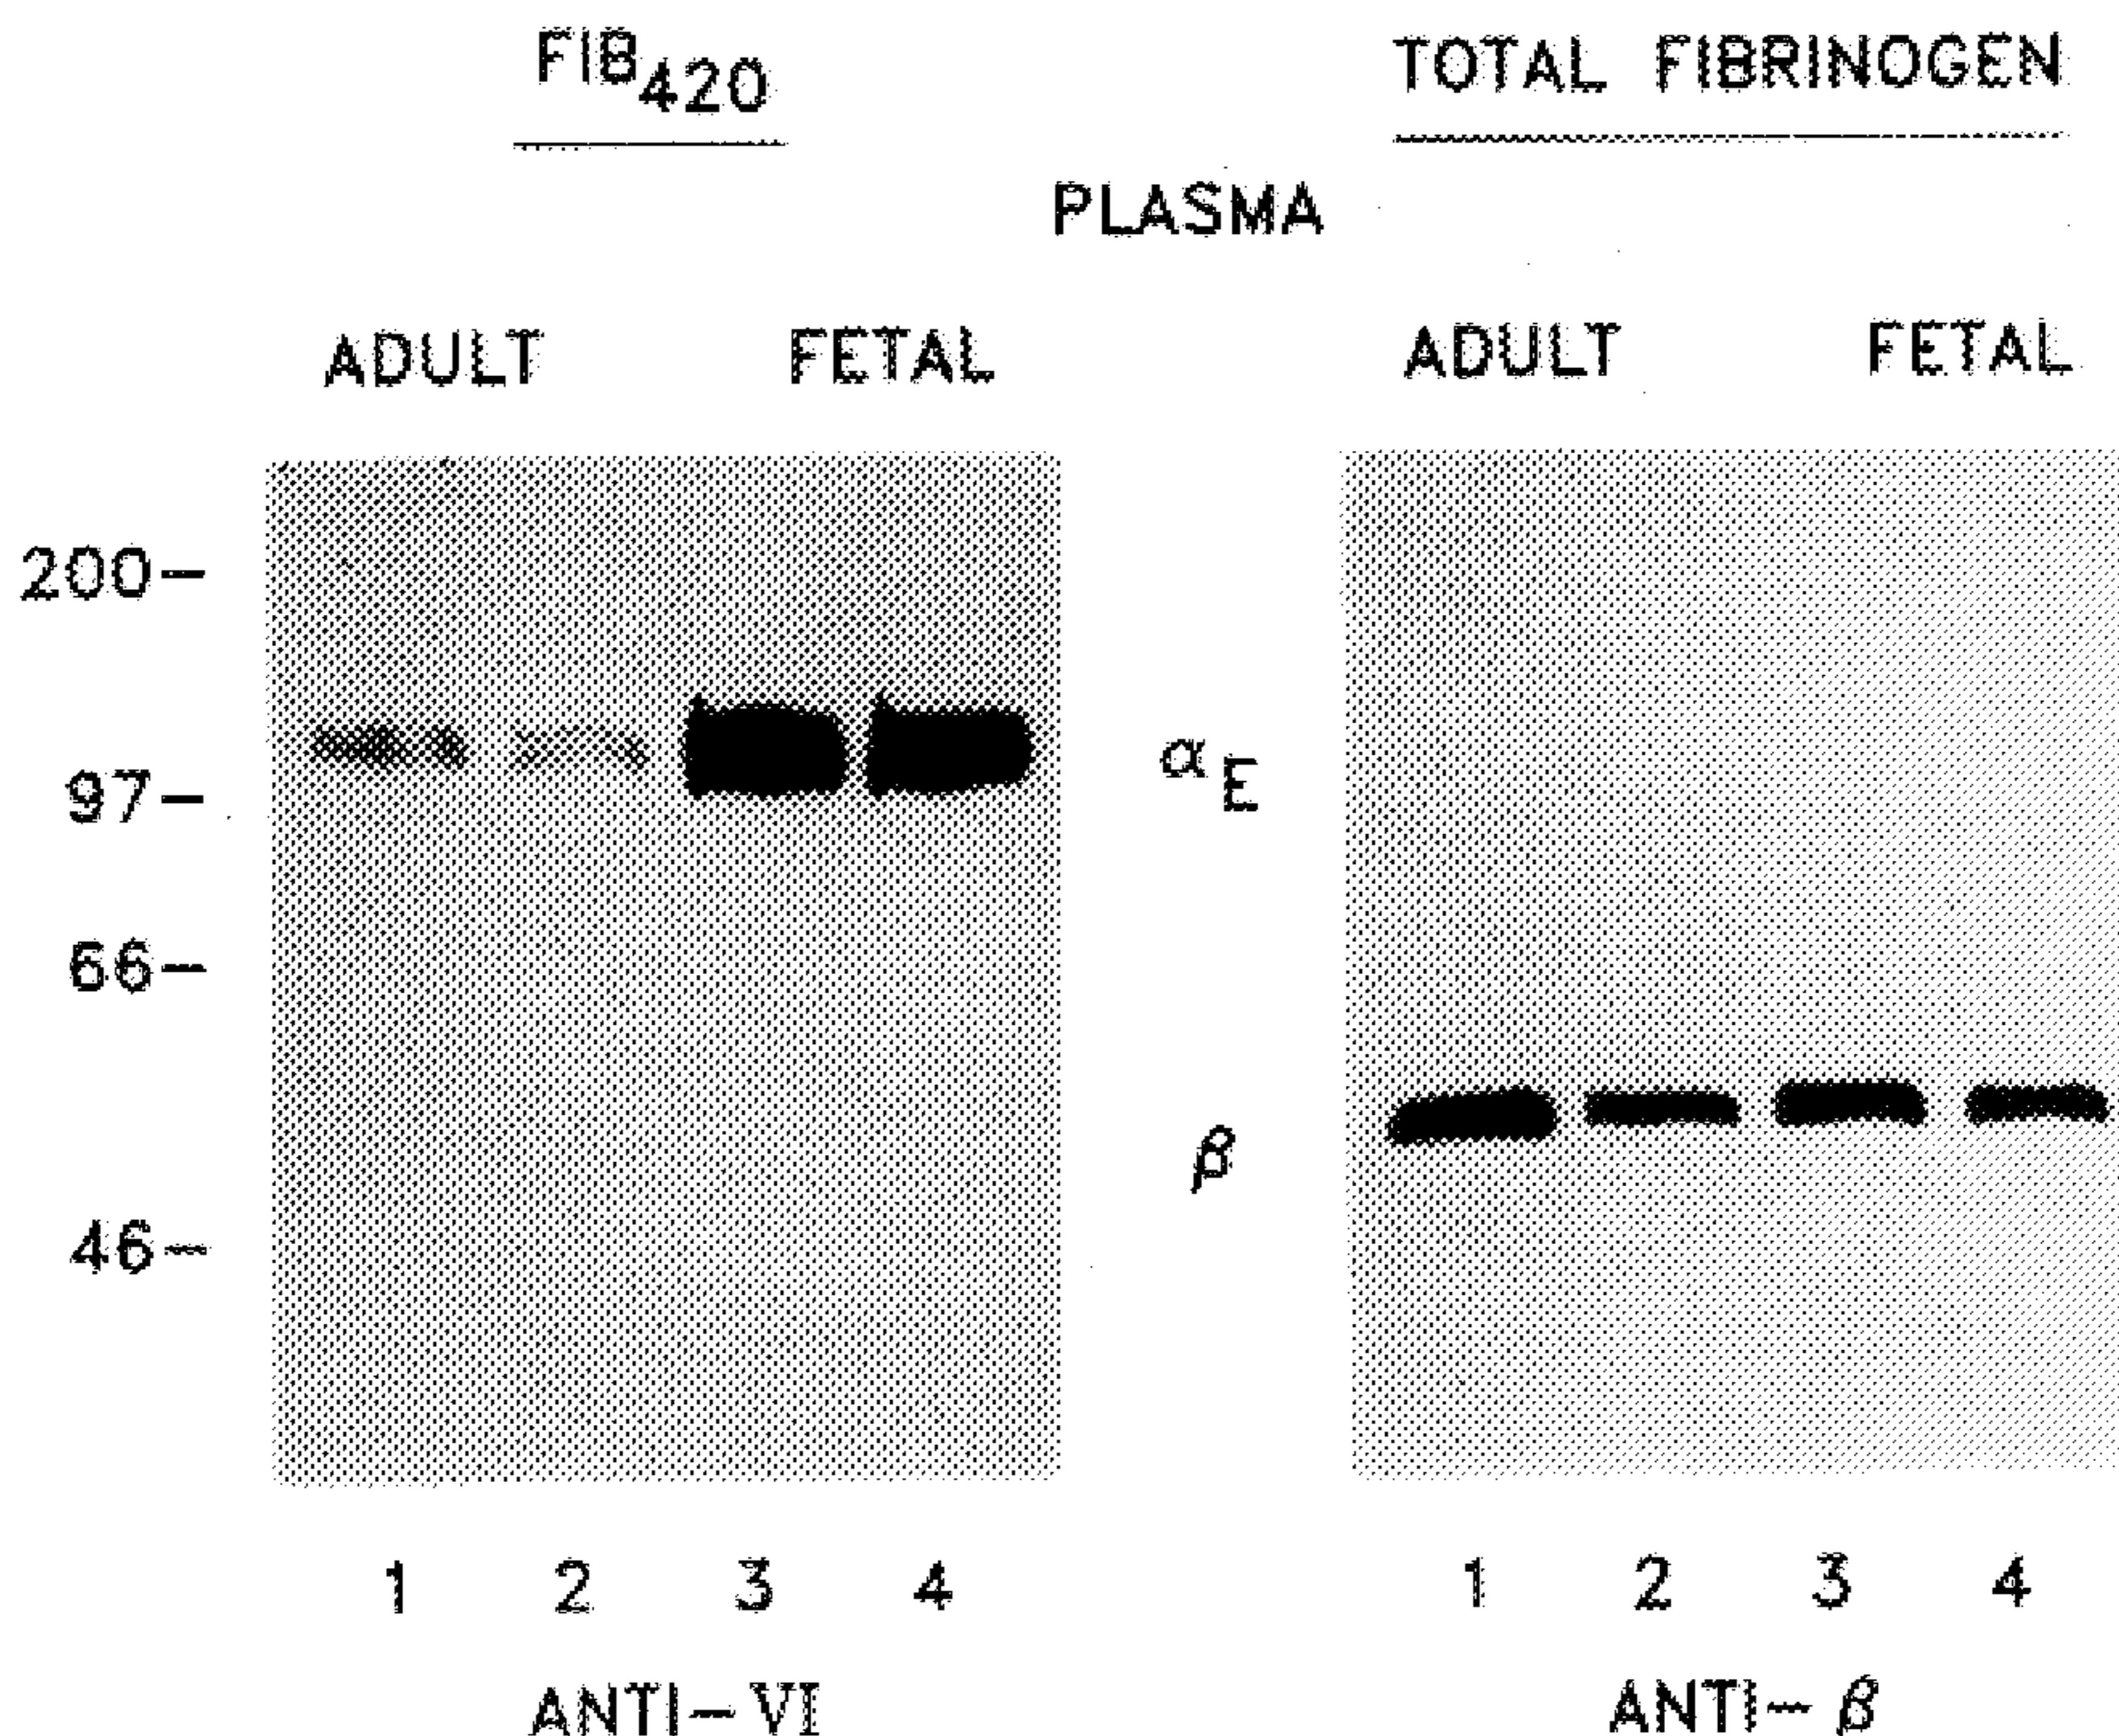 FIB420 TOTAL FIBRINOGEN
PLASMA
ADULT FETAL ADULT FETAL
200-
αE
97-
66-
β
46-
1 2 3 4 1 2 3 4
ANTI-VI ANTI-β